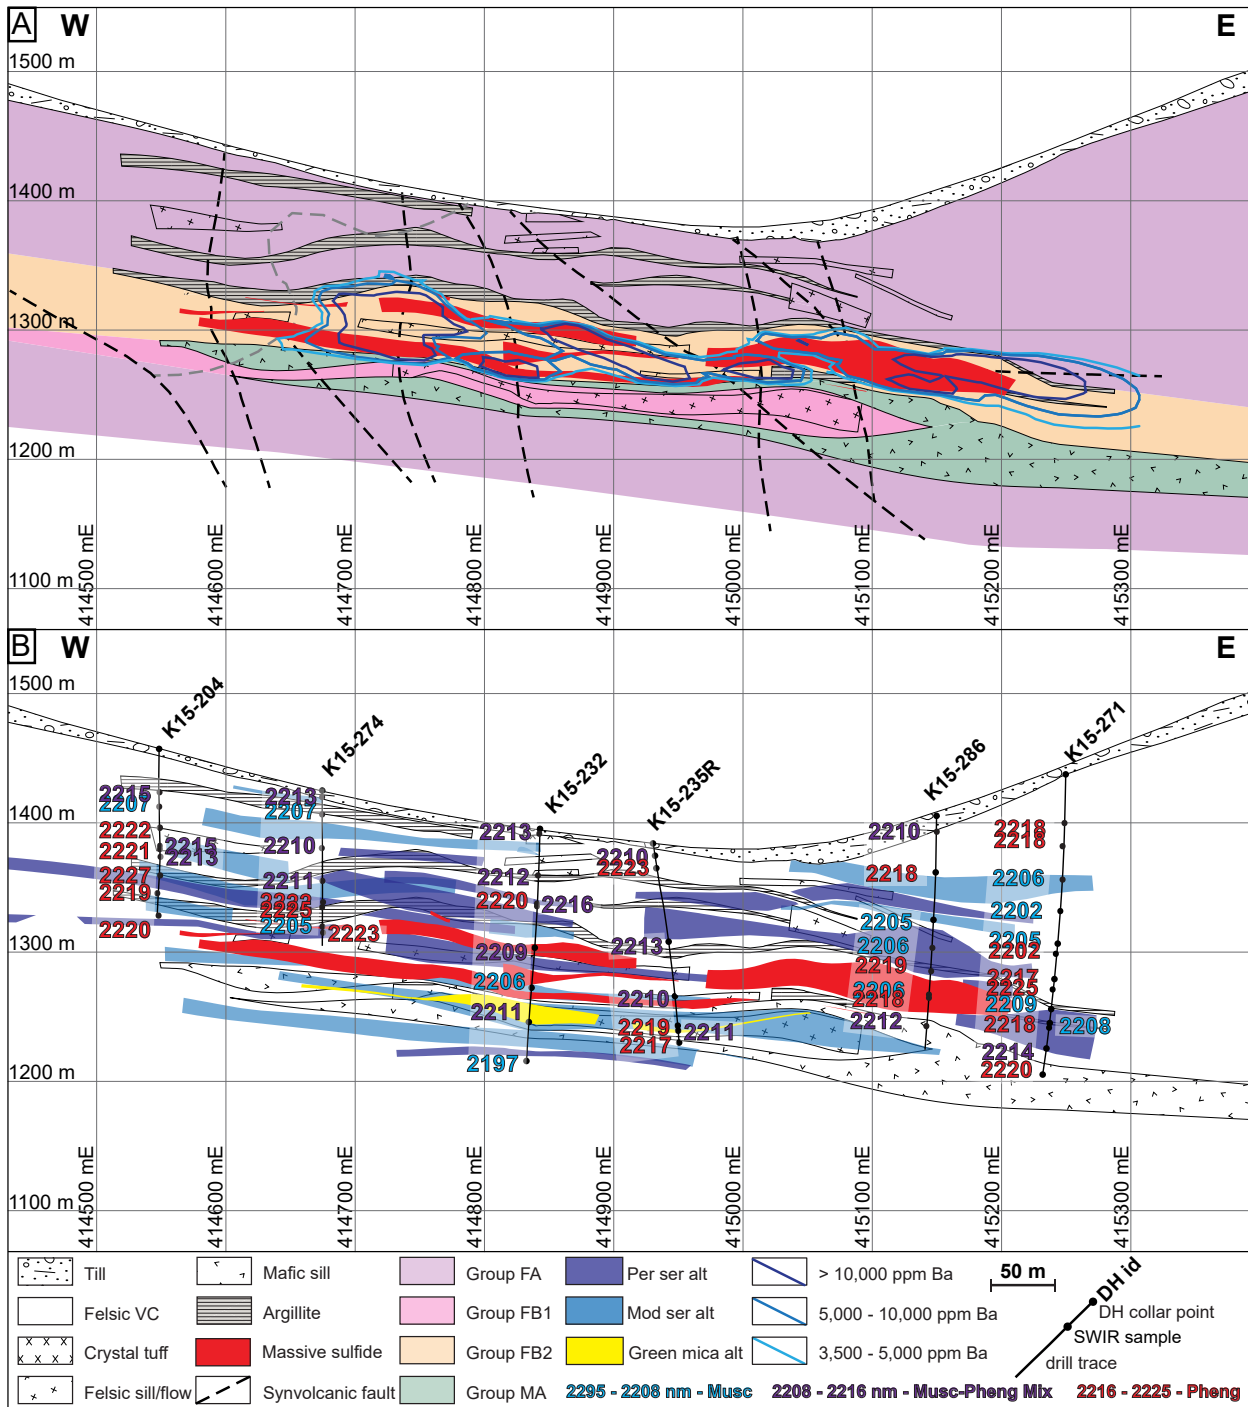 A W E
1500 m
1400 m
1300 m
1200 m
1100 m
414500 mE
414600 mE
414700 mE
414800 mE
414900 mE
415000 mE
415100 mE
415200 mE
415300 mE
B W E
1500 m
1400 m
1300 m
1200 m
1100 m
K15-204
K15-274
K15-232
K15-235R
K15-286
K15-271
2215
2207
2222
2215
2221
2213
2227
2219
2220
2213
2207
2210
2211
2225
2205
2223
2213
2212
2220
2216
2209
2206
2211
2197
2210
2223
2213
2210
2219
2211
2217
2210
2218
2205
2206
2219
2206
2218
2212
2218
2218
2206
2202
2205
2202
2217
2225
2209
2218
2208
2214
2220
414500 mE
414600 mE
414700 mE
414800 mE
414900 mE
415000 mE
415100 mE
415200 mE
415300 mE
Till
Felsic VC
Crystal tuff
Felsic sill/flow
Mafic sill
Argillite
Massive sulfide
Synvolcanic fault
Group FA
Group FB1
Group FB2
Group MA
Per ser alt
Mod ser alt
Green mica alt
> 10,000 ppm Ba
5,000 - 10,000 ppm Ba
3,500 - 5,000 ppm Ba
50 m
DH id
DH collar point
SWIR sample
drill trace
2295 - 2208 nm - Musc
2208 - 2216 nm - Musc-Pheng Mix
2216 - 2225 - Pheng